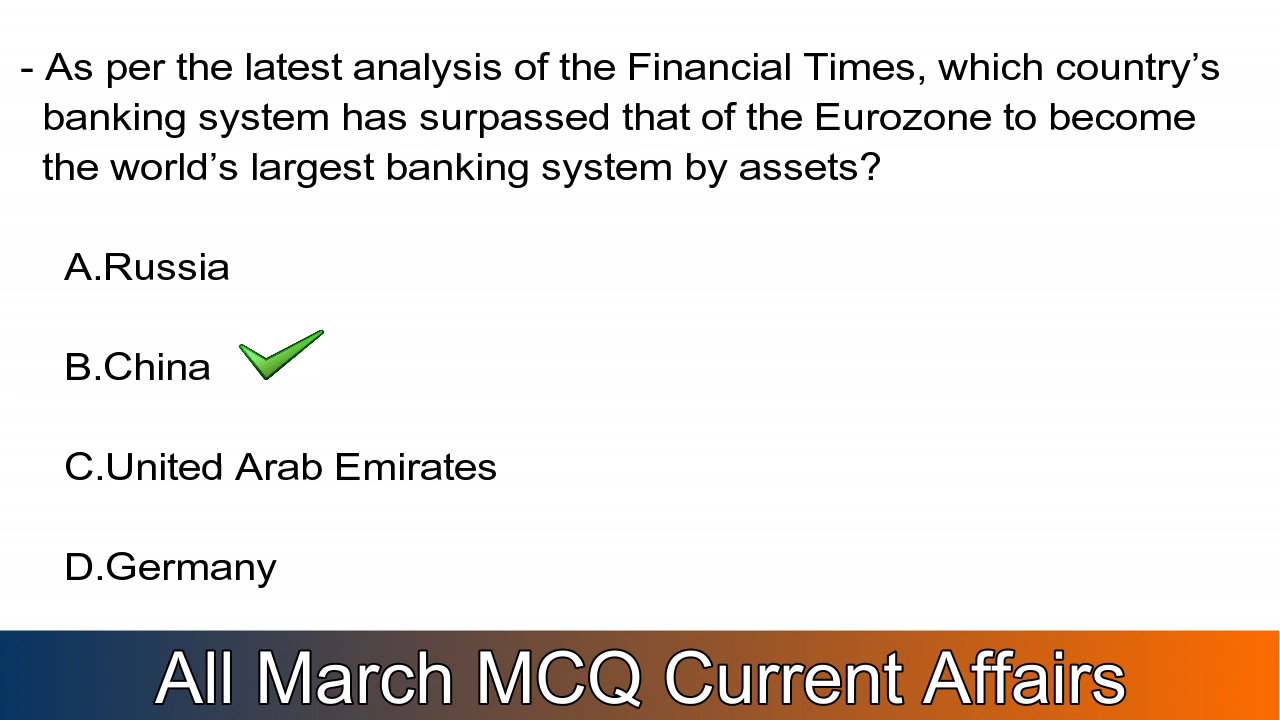 - As per the latest analysis of the Financial Times, which country’s
banking system has surpassed that of the Eurozone to become
the world’s largest banking system by assets?
A.Russia
B.China
C.United Arab Emirates
D.Germany
All March MCQ Current Affairs